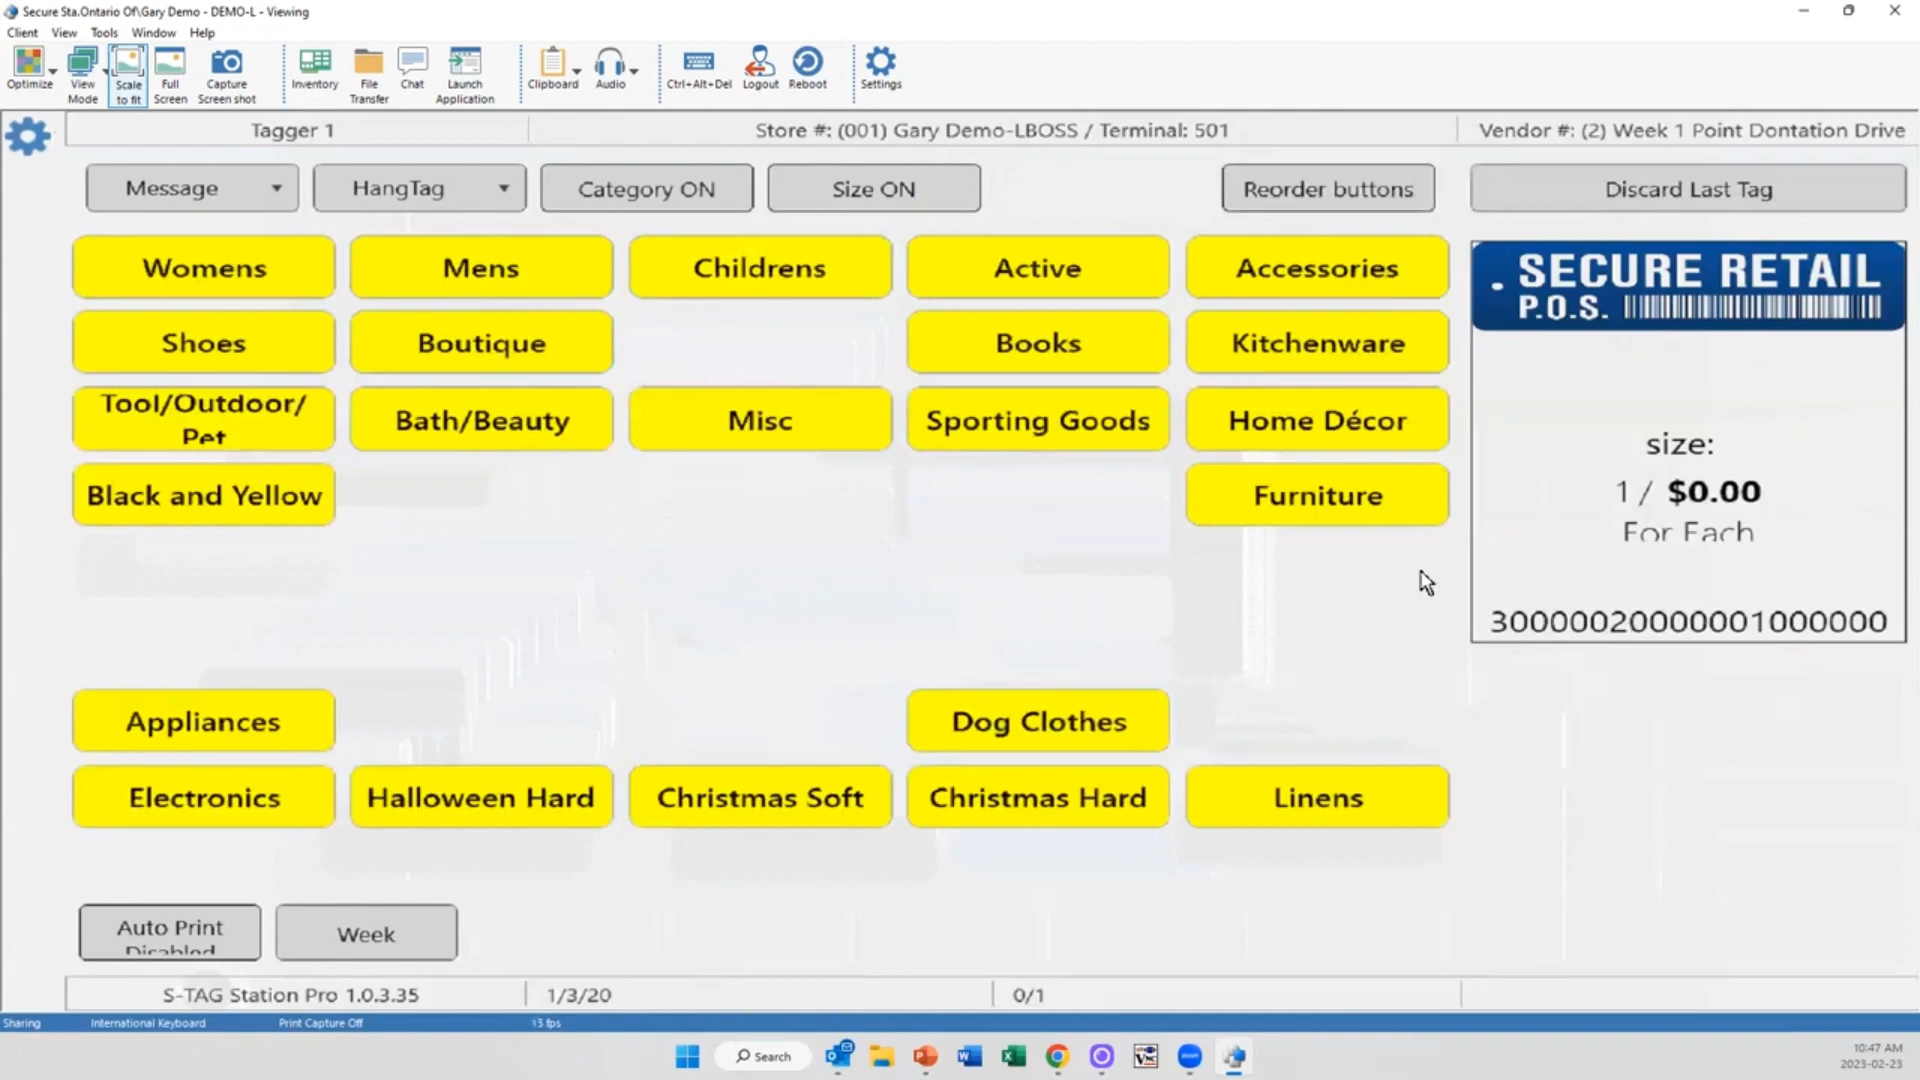 Secure Sta.Ontario Of\Gary Demo - DEMO-L - Viewing
Client View Tools Window Help
Optimize
View Mode
Scale to fit
Full Screen
Capture Screen shot
Inventory
File Transfer
Chat
Launch Application
Clipboard
Audio
Ctrl+Alt+Del
Logout
Reboot
Settings
Tagger 1
Store #: (001) Gary Demo-LBOSS / Terminal: 501
Vendor #: (2) Week 1 Point Dontation Drive
Message
HangTag
Category ON
Size ON
Reorder buttons
Discard Last Tag
Womens
Mens
Childrens
Active
Accessories
Shoes
Boutique
Books
Kitchenware
Tool/Outdoor/
Pet
Bath/Beauty
Misc
Sporting Goods
Home Décor
Black and Yellow
Furniture
Appliances
Dog Clothes
Electronics
Halloween Hard
Christmas Soft
Christmas Hard
Linens
SECURE RETAIL
P.O.S.
size:
1 / $0.00
For Each
30000020000001000000
Auto Print
Disabled
Week
S-TAG Station Pro 1.0.3.35
1/3/20
0/1
Sharing
International Keyboard
Print Capture Off
13 fps
Search
10:47 AM
2023-02-23